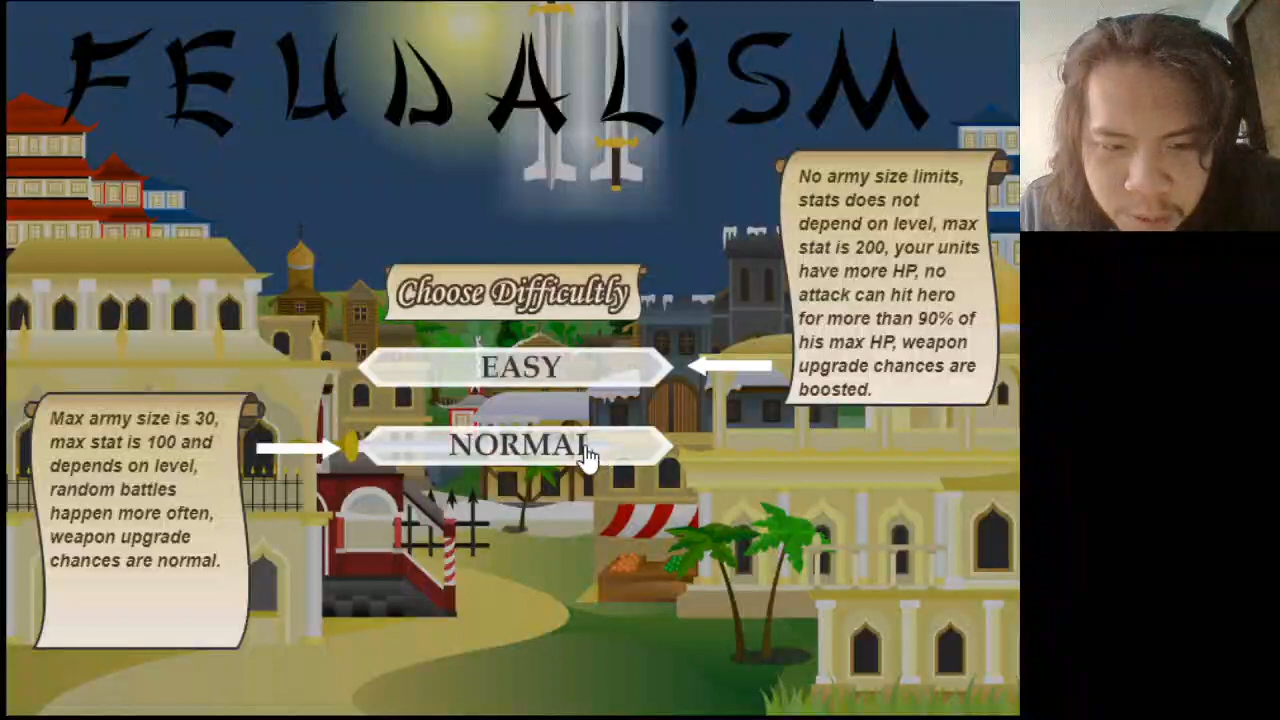 FEUDALiSM
Choose Difficultly
EASY
NORMAL
No army size limits,
stats does not
depend on level, max
stat is 200, your units
have more HP, no
attack can hit hero
for more than 90% of
his max HP, weapon
upgrade chances are
boosted.
Max army size is 30,
max stat is 100 and
depends on level,
random battles
happen more often,
weapon upgrade
chances are normal.